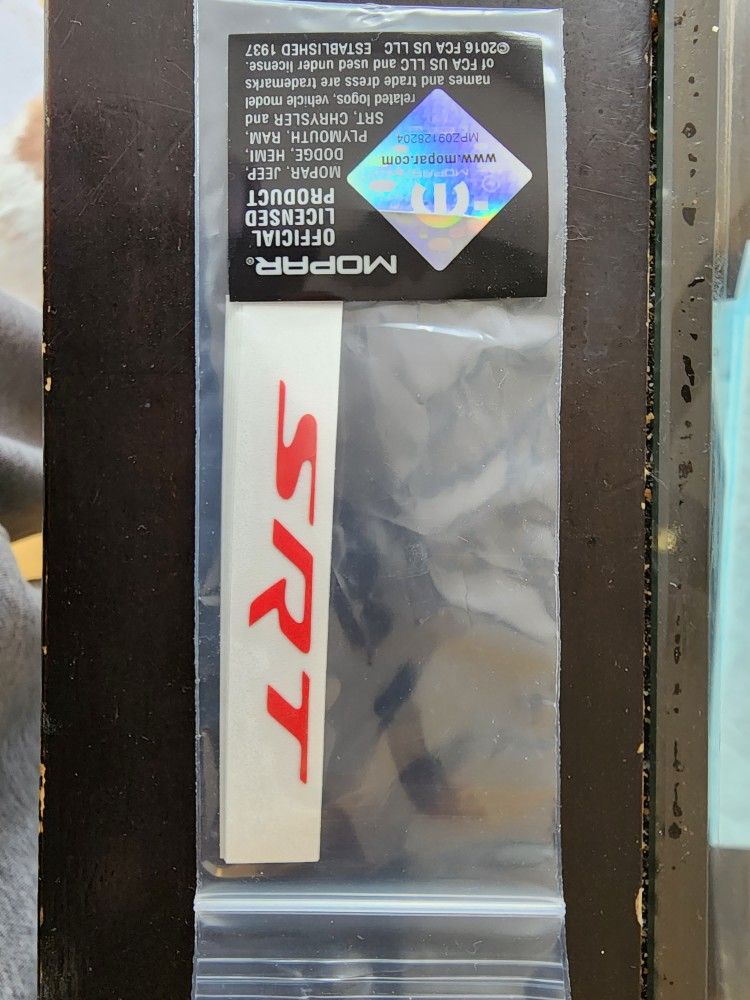 MOPAR®
OFFICIAL
LICENSED
PRODUCT
MOPAR, JEEP,
DODGE, HEMI,
PLYMOUTH, RAM,
SRT, CHRYSLER and
related logos, vehicle model
names and trade dress are trademarks
of FCA US LLC and used under license.
©2016 FCA US LLC ESTABLISHED 1937
MOPAR
www.mopar.com
MPZ09128204
SRT